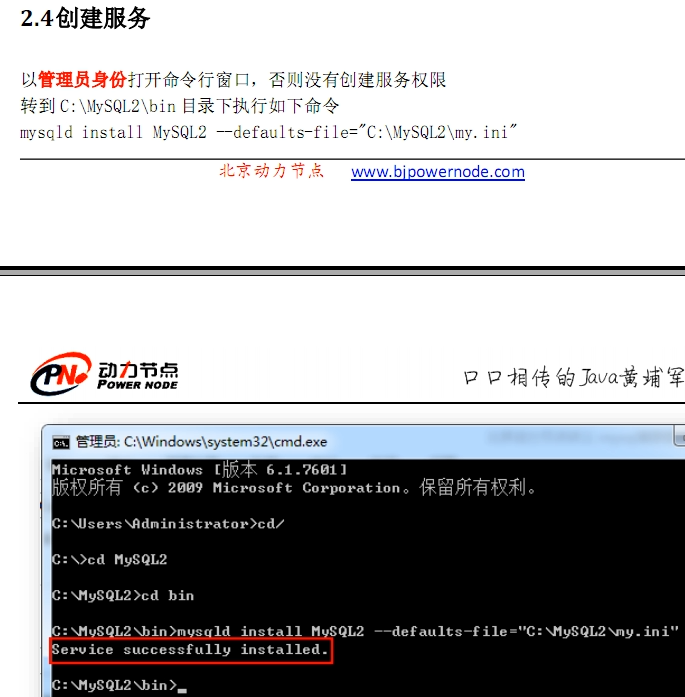 2.4创建服务
以管理员身份打开命令行窗口，否则没有创建服务权限
转到 C:\MySQL2\bin 目录下执行如下命令
mysqld install MySQL2 --defaults-file="C:\MySQL2\my.ini"
北京动力节点 www.bjpowernode.com
PN. 动力节点
POWER NODE
口口相传的Java黄埔军
管理员: C:\Windows\system32\cmd.exe
Microsoft Windows [版本 6.1.7601]
版权所有 (c) 2009 Microsoft Corporation。保留所有权利。
C:\Users\Administrator>cd/
C:\>cd MySQL2
C:\MySQL2>cd bin
C:\MySQL2\bin>mysqld install MySQL2 --defaults-file="C:\MySQL2\my.ini"
Service successfully installed.
C:\MySQL2\bin>_